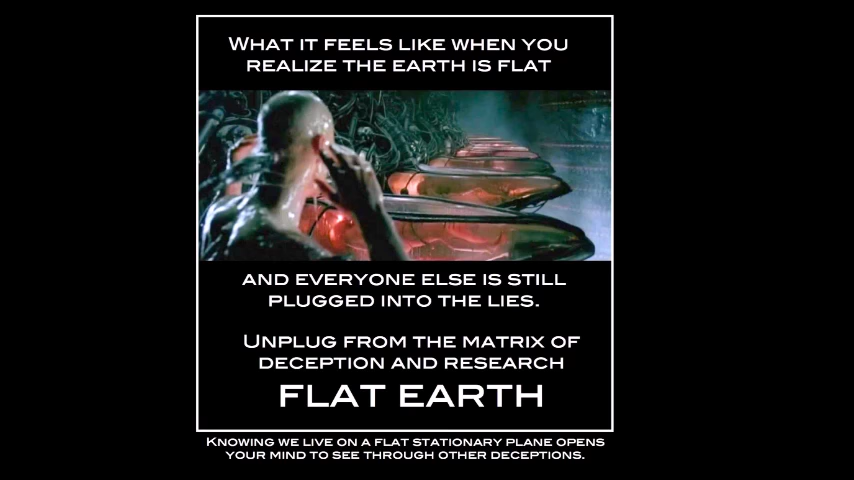 What it feels like when you
realize the earth is flat
and everyone else is still
plugged into the lies.
Unplug from the matrix of
deception and research
FLAT EARTH
Knowing we live on a flat stationary plane opens
your mind to see through other deceptions.